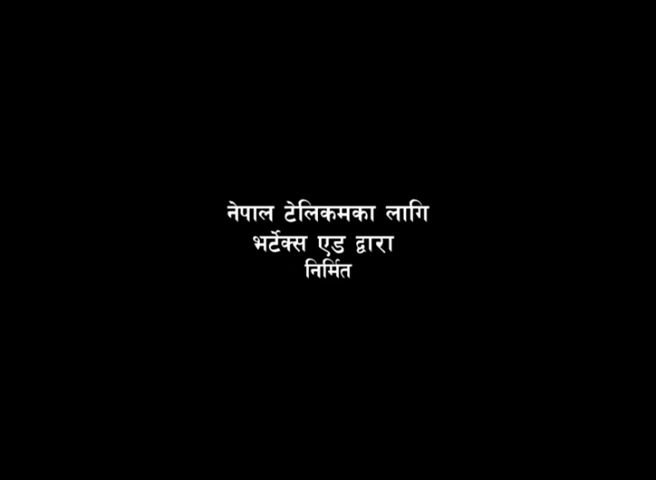 नेपाल टेलिकमका लागि
भर्टेक्स एड द्वारा
निर्मित